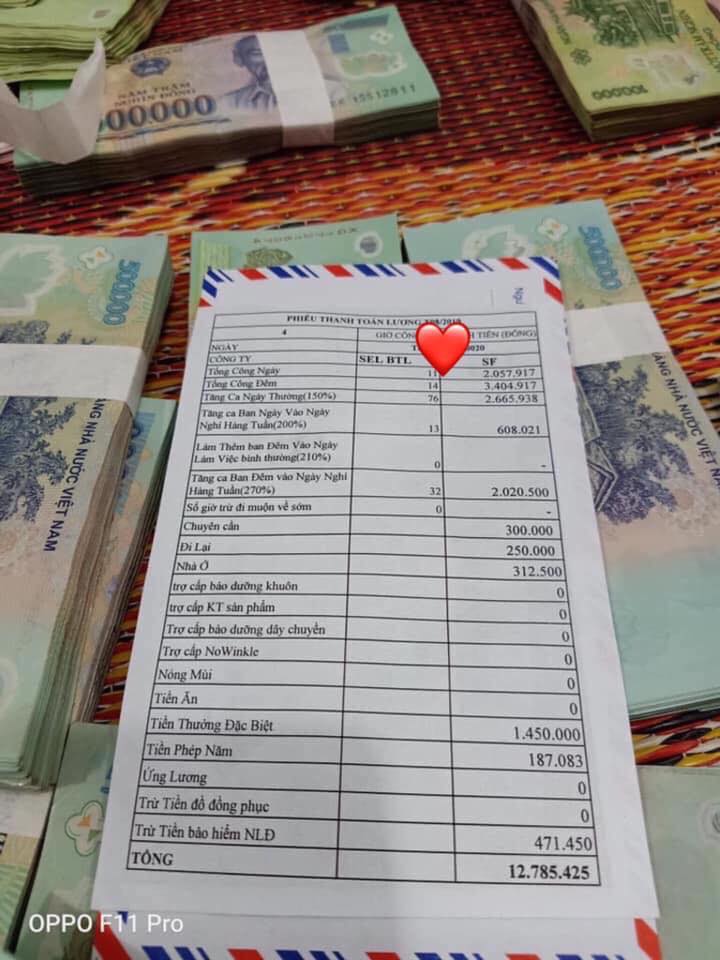 NĂM TRĂM
NGHÌN ĐỒNG
500000
15512811
100000
500000
500000
NGÂN HÀNG NHÀ NƯỚC VIỆT NAM
HÀNG NHÀ NƯỚC VIỆT NAM
PHIẾU THANH TOÁN LƯƠNG
4 GIỜ CÔN H TIỀN (ĐỒNG)
NGÀY 2020
CÔNG TY SEL BTL SF
Tổng Công Ngày 11 2.057.917
Tổng Công Đêm 14 3.404.917
Tăng Ca Ngày Thường(150%) 76 2.665.938
Tăng ca Ban Ngày Vào Ngày
Nghỉ Hàng Tuần(200%) 13 608.021
Làm Thêm ban Đêm Vào Ngày
Làm Việc bình thường(210%) 0 -
Tăng ca Ban Đêm vào Ngày Nghỉ
Hàng Tuần(270%) 32 2.020.500
Số giờ trừ đi muộn về sớm 0 -
Chuyên cần 300.000
Đi Lại 250.000
Nhà Ở 312.500
trợ cấp bảo dưỡng khuôn 0
trợ cấp KT sản phẩm 0
Trợ cấp bảo dưỡng dây chuyền 0
Trợ cấp NoWinkle 0
Nóng Mùi 0
Tiền Ăn 0
Tiền Thưởng Đặc Biệt 1.450.000
Tiền Phép Năm 187.083
Ứng Lương 0
Trừ Tiền đồ đồng phục 0
Trừ Tiền bảo hiểm NLĐ 471.450
TỔNG 12.785.425
OPPO F11 Pro